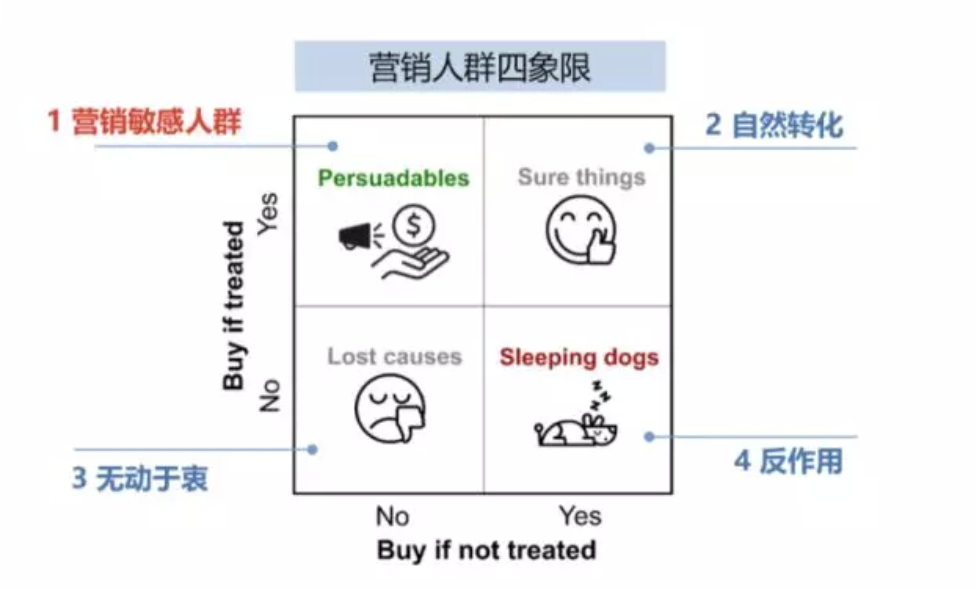 营销人群四象限
1 营销敏感人群
2 自然转化
Persuadables
Sure things
$
Buy if treated
Yes
No
Lost causes
Sleeping dogs
z z z z
3 无动于衷
4 反作用
No
Yes
Buy if not treated